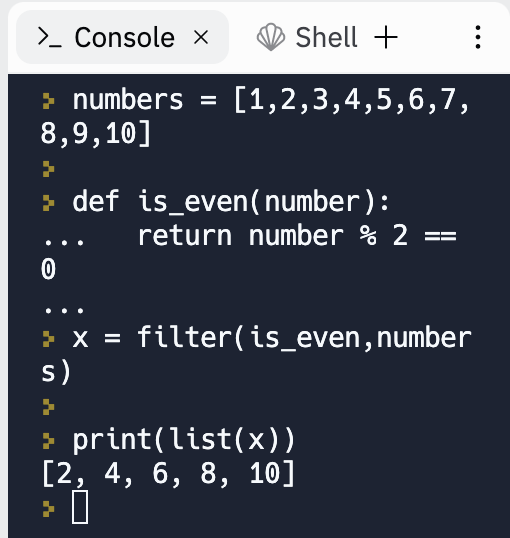 >_ Console × Shell +
numbers = [1,2,3,4,5,6,7,
8,9,10]
def is_even(number):
...   return number % 2 ==
0
...
x = filter(is_even,number
s)
print(list(x))
[2, 4, 6, 8, 10]